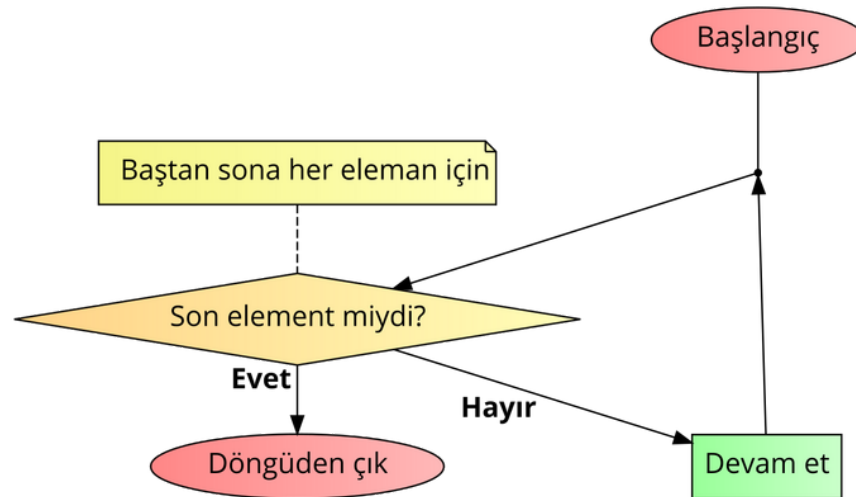 Başlangıç
Baştan sona her eleman için
Son element miydi?
Evet
Hayır
Döngüden çık
Devam et